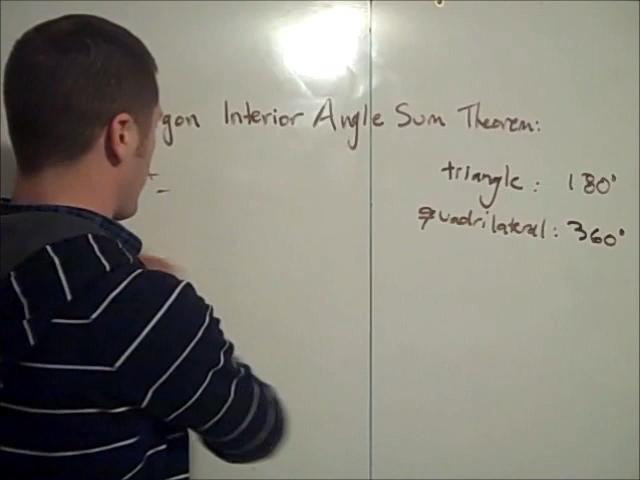 gon Interior Angle Sum Theorem:
triangle: 180°
quadrilateral: 360°
=